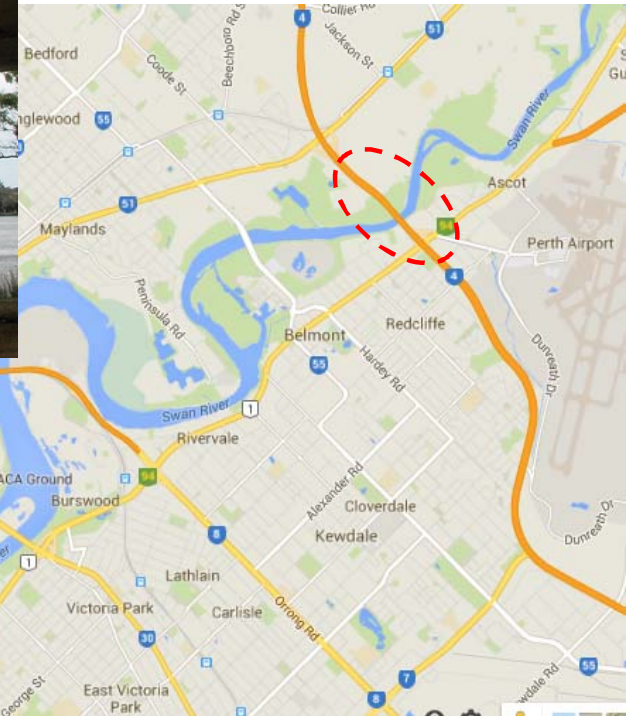 4
Collier Rd
51
Beechboro Rd S
Jackson St
Bedford
Coode St
nglewood
55
Swan River
51
Ascot
94
Maylands
Perth Airport
4
Peninsula Rd
Redcliffe
Belmont
55
Hardey Rd
Dunreath Dr
Swan River
1
Rivervale
ACA Ground
94
Alexander Rd
Burswood
Cloverdale
8
Kewdale
Dunreath Dr
1
Lathlain
Orrong Rd
Victoria Park
Carlisle
30
55
7
wdale Rd
George St
East Victoria
Park
8